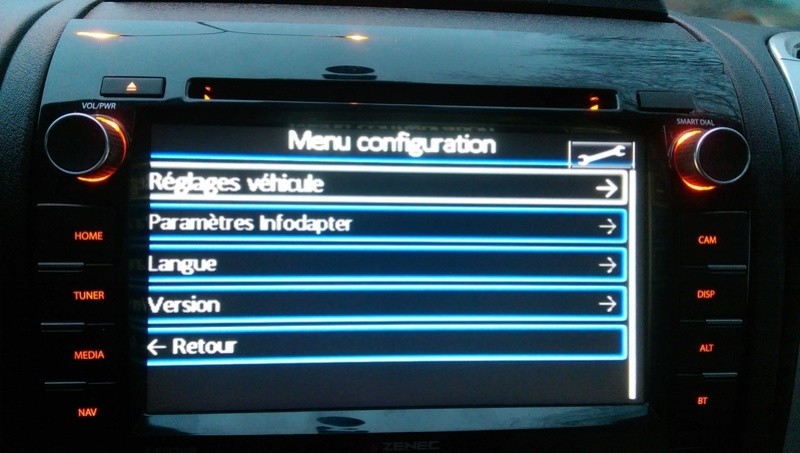 VOL/PWR
SMART DIAL
Menu configuration
Réglages véhicule
Paramètres Infodapter
Langue
Version
← Retour
HOME
TUNER
MEDIA
NAV
CAM
DISP
ALT
BT
ZENEC